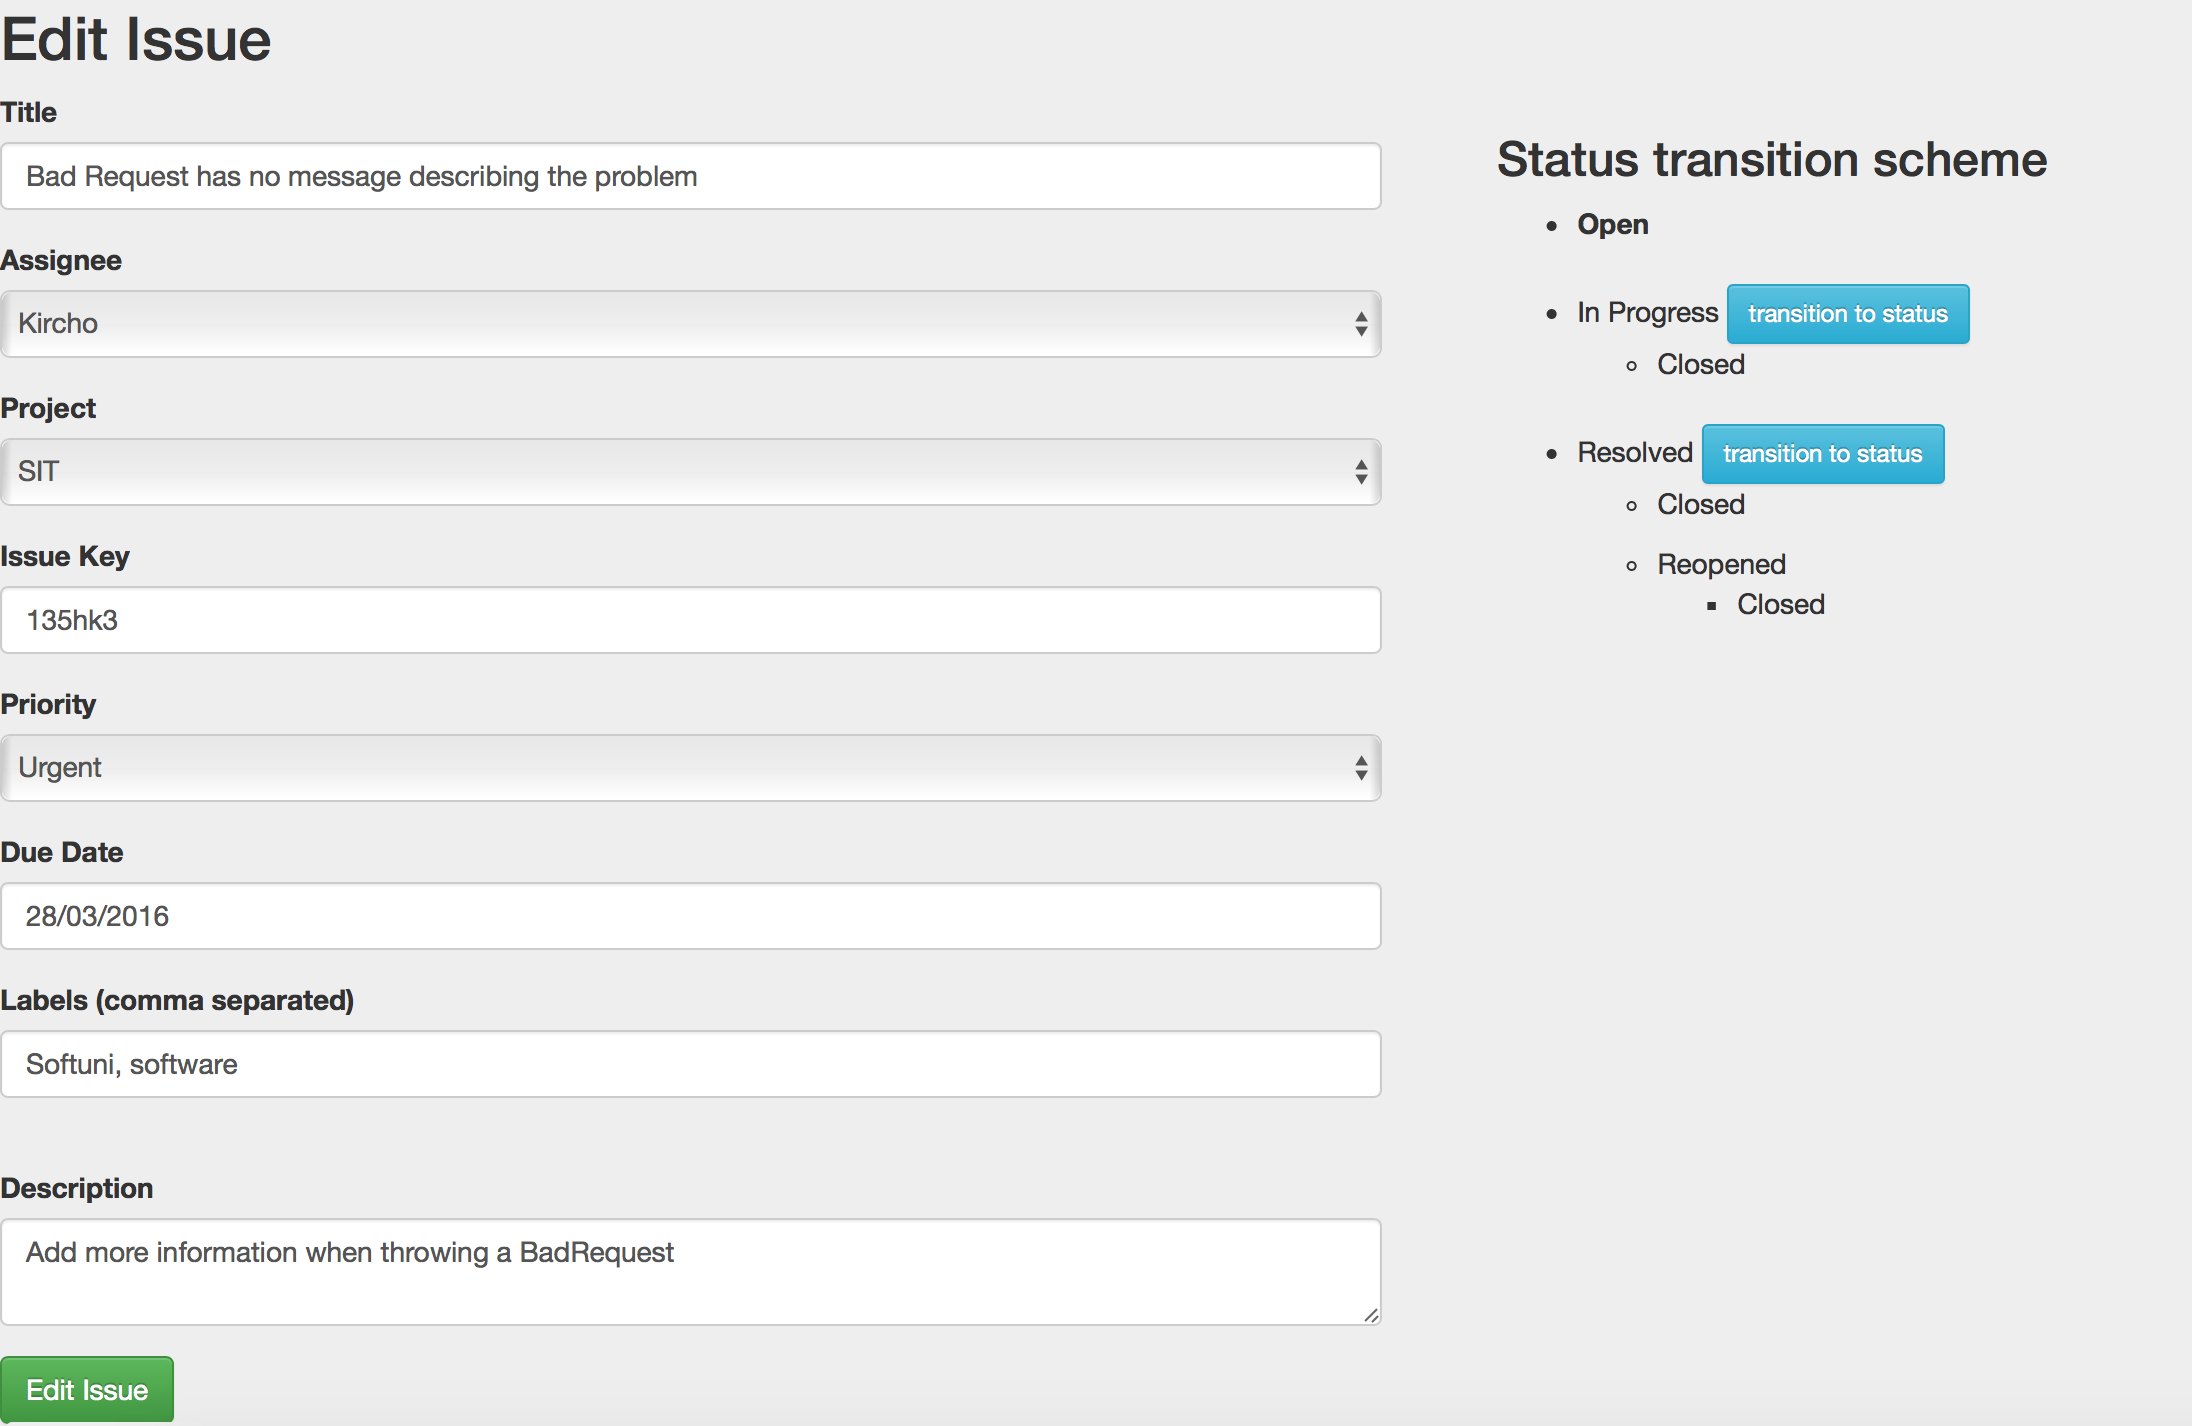 Edit Issue
Title
Bad Request has no message describing the problem
Assignee
Kircho
Project
SIT
Issue Key
135hk3
Priority
Urgent
Due Date
28/03/2016
Labels (comma separated)
Softuni, software
Description
Add more information when throwing a BadRequest
Edit Issue
Status transition scheme
Open
In Progress transition to status
Closed
Resolved transition to status
Closed
Reopened
Closed